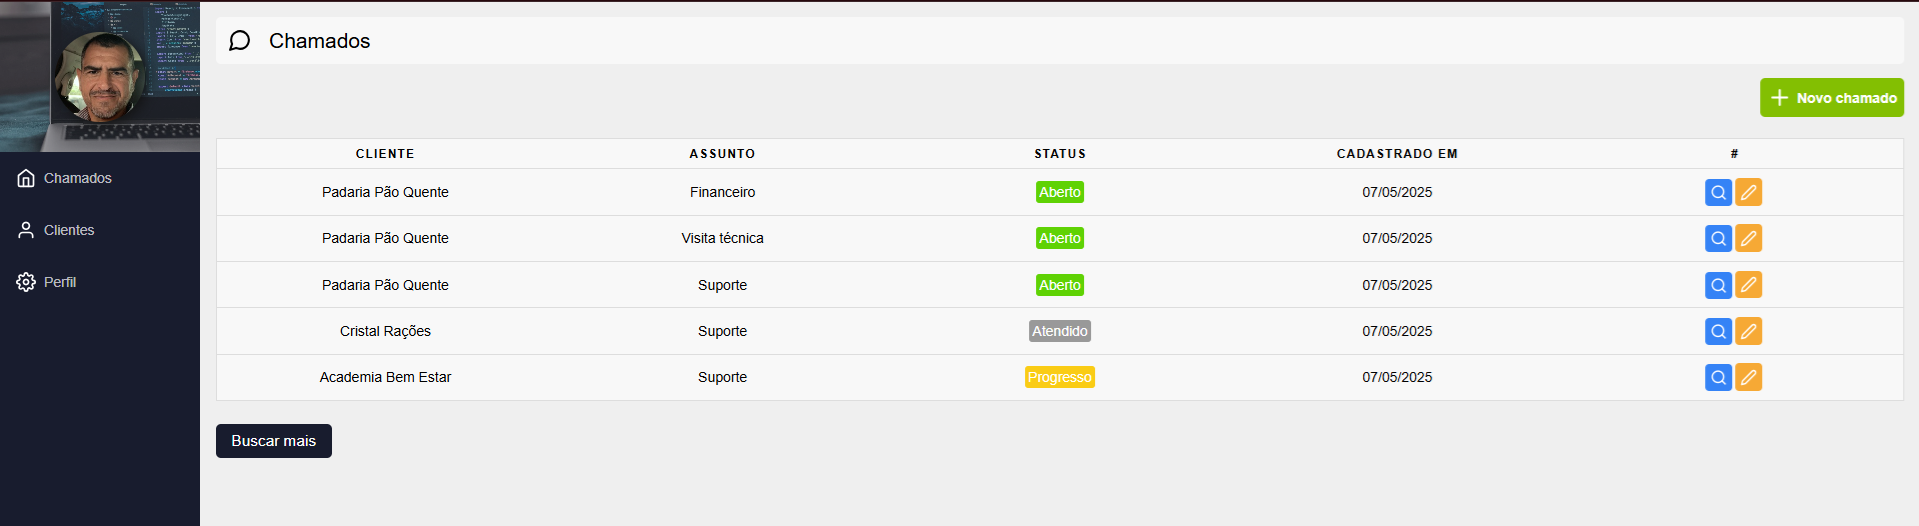 Chamados
Novo chamado
Chamados
Clientes
Perfil
CLIENTE ASSUNTO STATUS CADASTRADO EM #
Padaria Pão Quente Financeiro Aberto 07/05/2025
Padaria Pão Quente Visita técnica Aberto 07/05/2025
Padaria Pão Quente Suporte Aberto 07/05/2025
Cristal Rações Suporte Atendido 07/05/2025
Academia Bem Estar Suporte Progresso 07/05/2025
Buscar mais